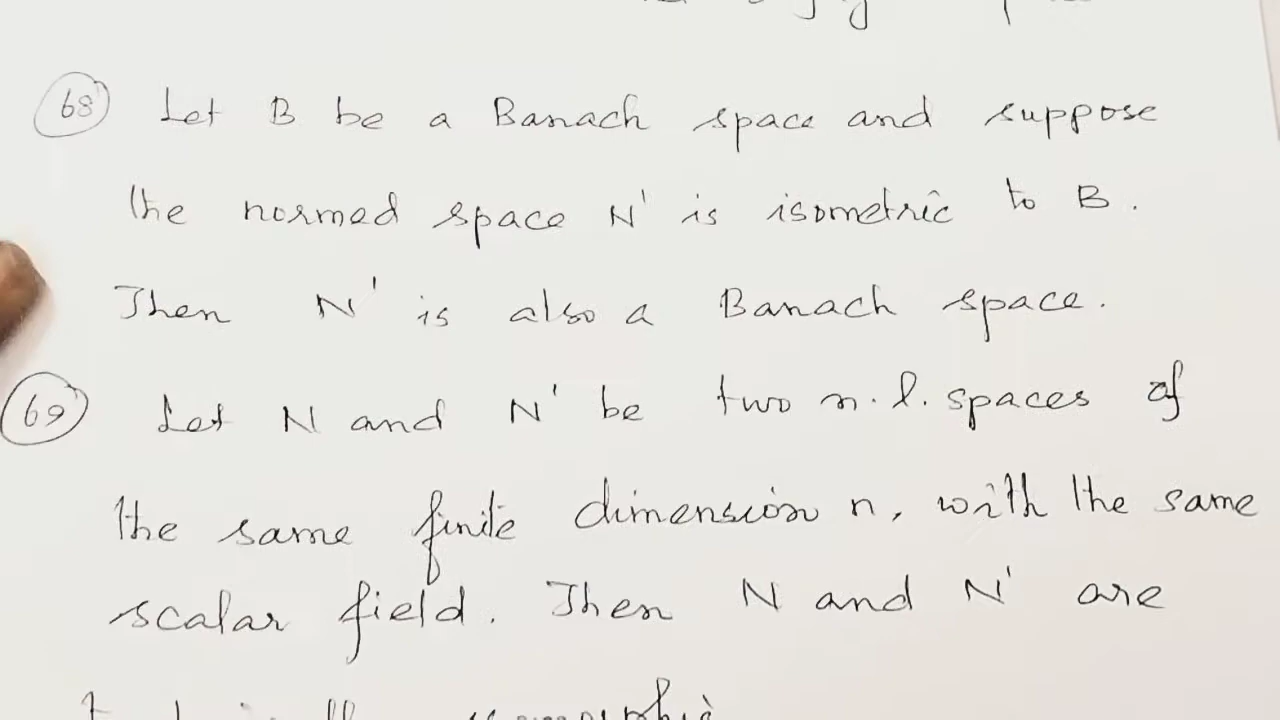 68 Let B be a Banach space and suppose
the normed space N' is isometric to B.
Then N' is also a Banach space.
69 Let N and N' be two n.l. spaces of
the same finite dimension n, with the same
scalar field. Then N and N' are